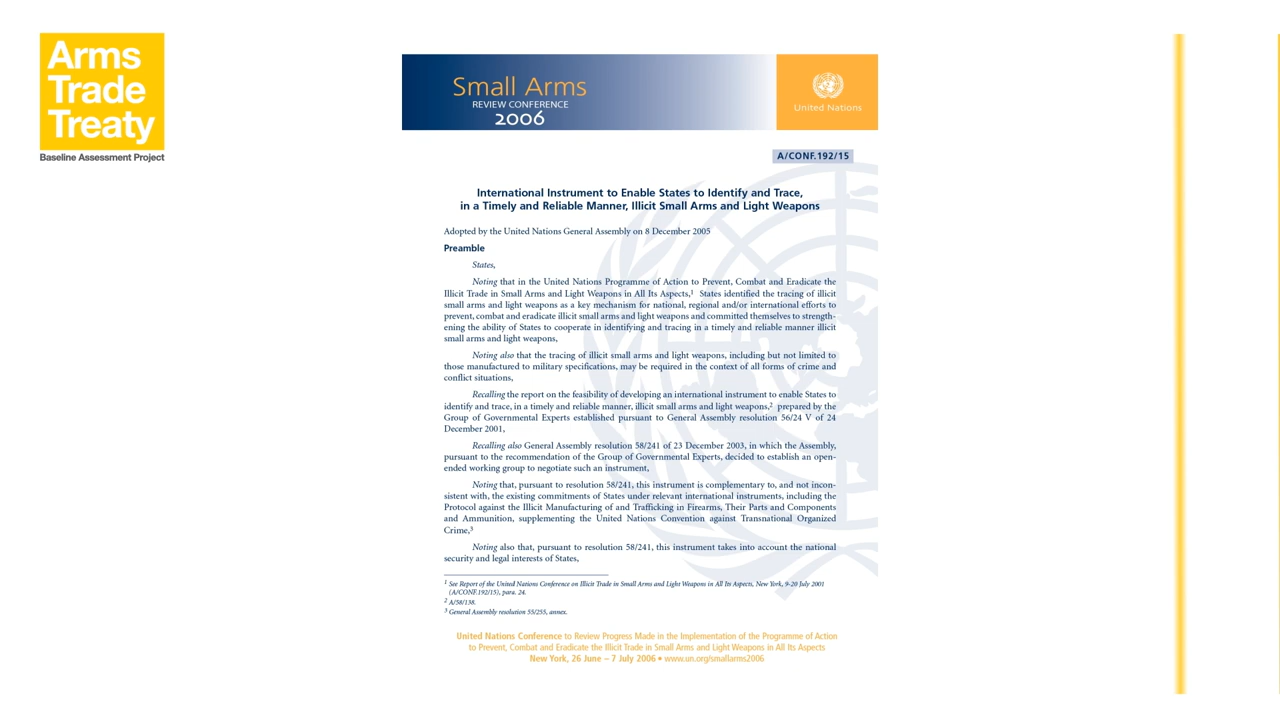 Arms
Trade
Treaty
Baseline Assessment Project
Small Arms
REVIEW CONFERENCE
2006
United Nations
A/CONF.192/15
International Instrument to Enable States to Identify and Trace,
in a Timely and Reliable Manner, Illicit Small Arms and Light Weapons
Adopted by the United Nations General Assembly on 8 December 2005
Preamble
States,
Noting that in the United Nations Programme of Action to Prevent, Combat and Eradicate the
Illicit Trade in Small Arms and Light Weapons in All Its Aspects,1 States identified the tracing of illicit
small arms and light weapons as a key mechanism for national, regional and/or international efforts to
prevent, combat and eradicate illicit small arms and light weapons and committed themselves to strength-
ening the ability of States to cooperate in identifying and tracing in a timely and reliable manner illicit
small arms and light weapons,
Noting also that the tracing of illicit small arms and light weapons, including but not limited to
those manufactured to military specifications, may be required in the context of all forms of crime and
conflict situations,
Recalling the report on the feasibility of developing an international instrument to enable States to
identify and trace, in a timely and reliable manner, illicit small arms and light weapons,2 prepared by the
Group of Governmental Experts established pursuant to General Assembly resolution 56/24 V of 24
December 2001,
Recalling also General Assembly resolution 58/241 of 23 December 2003, in which the Assembly,
pursuant to the recommendation of the Group of Governmental Experts, decided to establish an open-
ended working group to negotiate such an instrument,
Noting that, pursuant to resolution 58/241, this instrument is complementary to, and not incon-
sistent with, the existing commitments of States under relevant international instruments, including the
Protocol against the Illicit Manufacturing of and Trafficking in Firearms, Their Parts and Components
and Ammunition, supplementing the United Nations Convention against Transnational Organized
Crime,3
Noting also that, pursuant to resolution 58/241, this instrument takes into account the national
security and legal interests of States,
1 See Report of the United Nations Conference on Illicit Trade in Small Arms and Light Weapons in All Its Aspects, New York, 9-20 July 2001
(A/CONF.192/15), para. 24.
2 A/58/138.
3 General Assembly resolution 55/255, annex.
United Nations Conference to Review Progress Made in the Implementation of the Programme of Action
to Prevent, Combat and Eradicate the Illicit Trade in Small Arms and Light Weapons in All Its Aspects
New York, 26 June – 7 July 2006 • www.un.org/smallarms2006